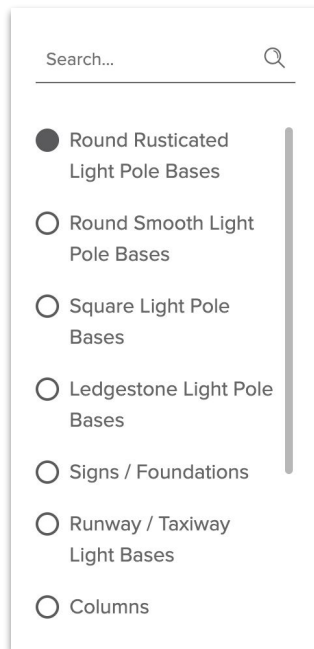 Search...
Round Rusticated
Light Pole Bases
Round Smooth Light
Pole Bases
Square Light Pole
Bases
Ledgestone Light Pole
Bases
Signs / Foundations
Runway / Taxiway
Light Bases
Columns